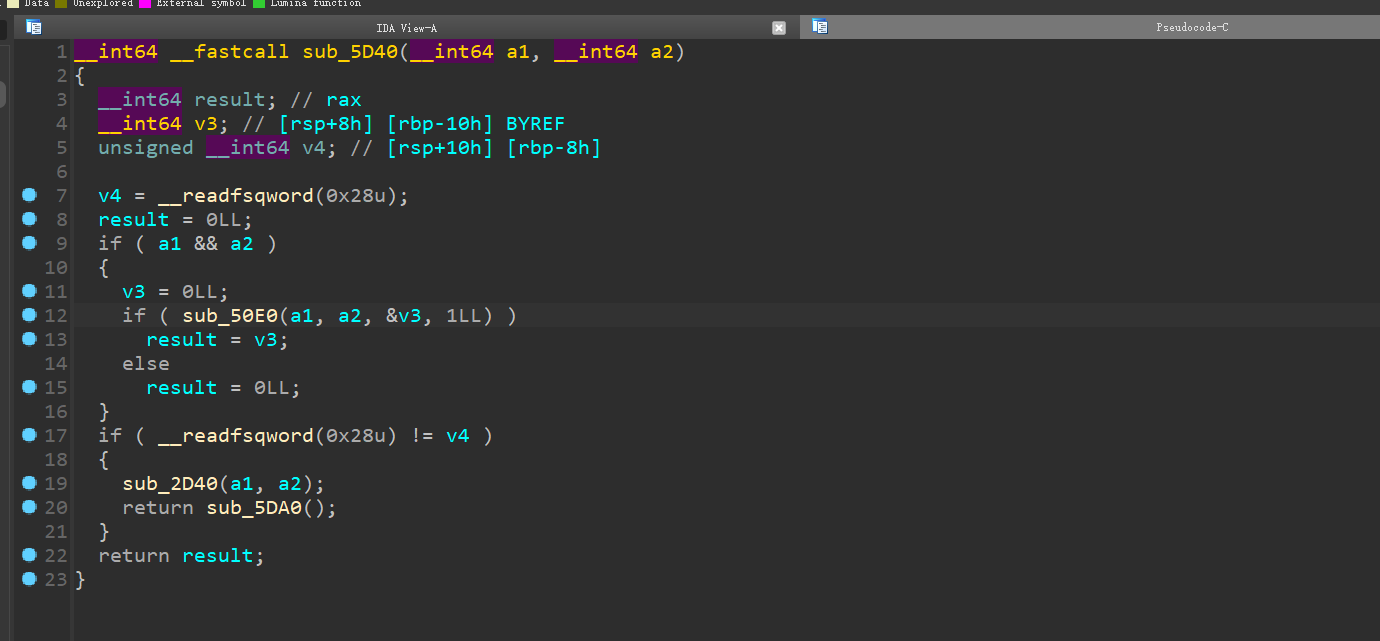 Data Unexplored External symbol Lumina function
IDA View-A Pseudocode-C
1 __int64 __fastcall sub_5D40(__int64 a1, __int64 a2)
2 {
3   __int64 result; // rax
4   __int64 v3; // [rsp+8h] [rbp-10h] BYREF
5   unsigned __int64 v4; // [rsp+10h] [rbp-8h]
6
7   v4 = __readfsqword(0x28u);
8   result = 0LL;
9   if ( a1 && a2 )
10   {
11     v3 = 0LL;
12     if ( sub_50E0(a1, a2, &v3, 1LL) )
13       result = v3;
14     else
15       result = 0LL;
16   }
17   if ( __readfsqword(0x28u) != v4 )
18   {
19     sub_2D40(a1, a2);
20     return sub_5DA0();
21   }
22   return result;
23 }